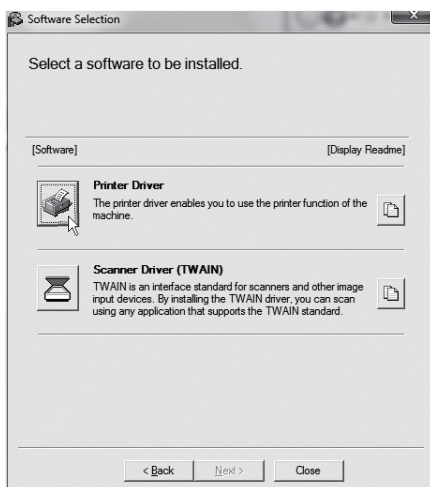 Software Selection
Select a software to be installed.
[Software] [Display Readme]
Printer Driver
The printer driver enables you to use the printer function of the
machine.
Scanner Driver (TWAIN)
TWAIN is an interface standard for scanners and other image
input devices. By installing the TWAIN driver, you can scan
using any application that supports the TWAIN standard.
< Back Next > Close